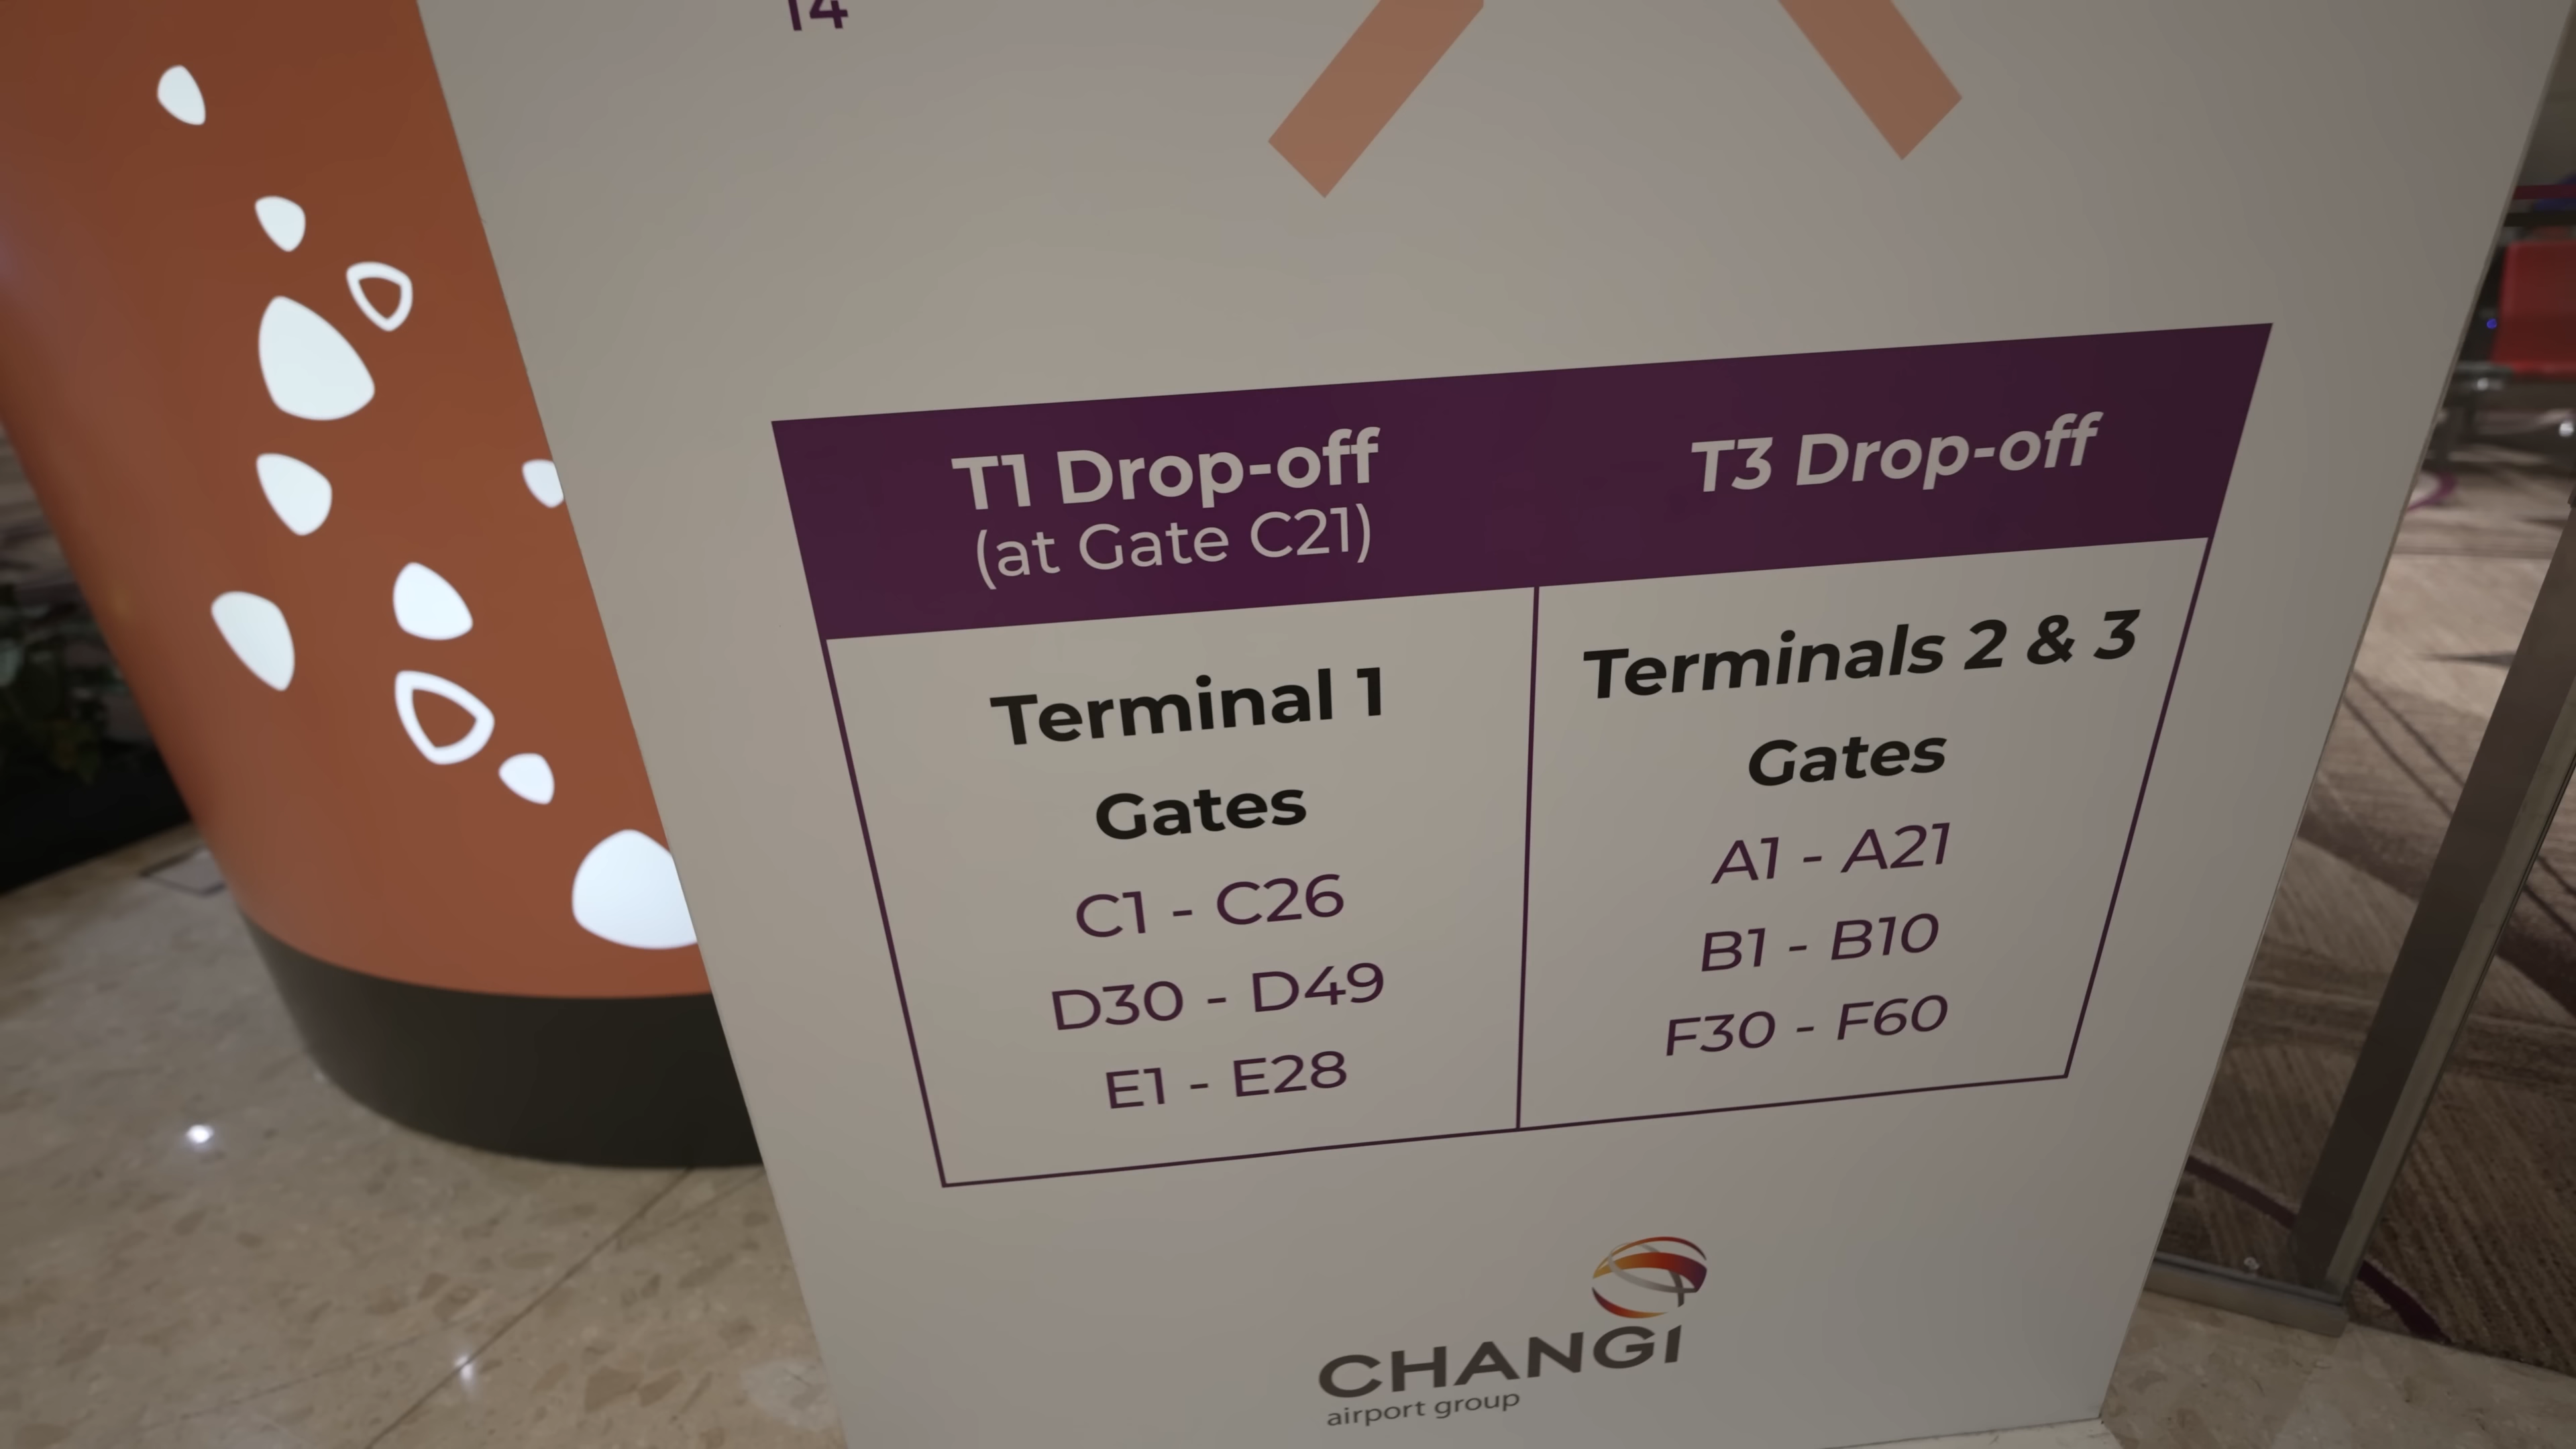 T4
T1 Drop-off
(at Gate C21)
Terminal 1
Gates
C1 - C26
D30 - D49
E1 - E28
T3 Drop-off
Terminals 2 & 3
Gates
A1 - A21
B1 - B10
F30 - F60
CHANGI
airport group